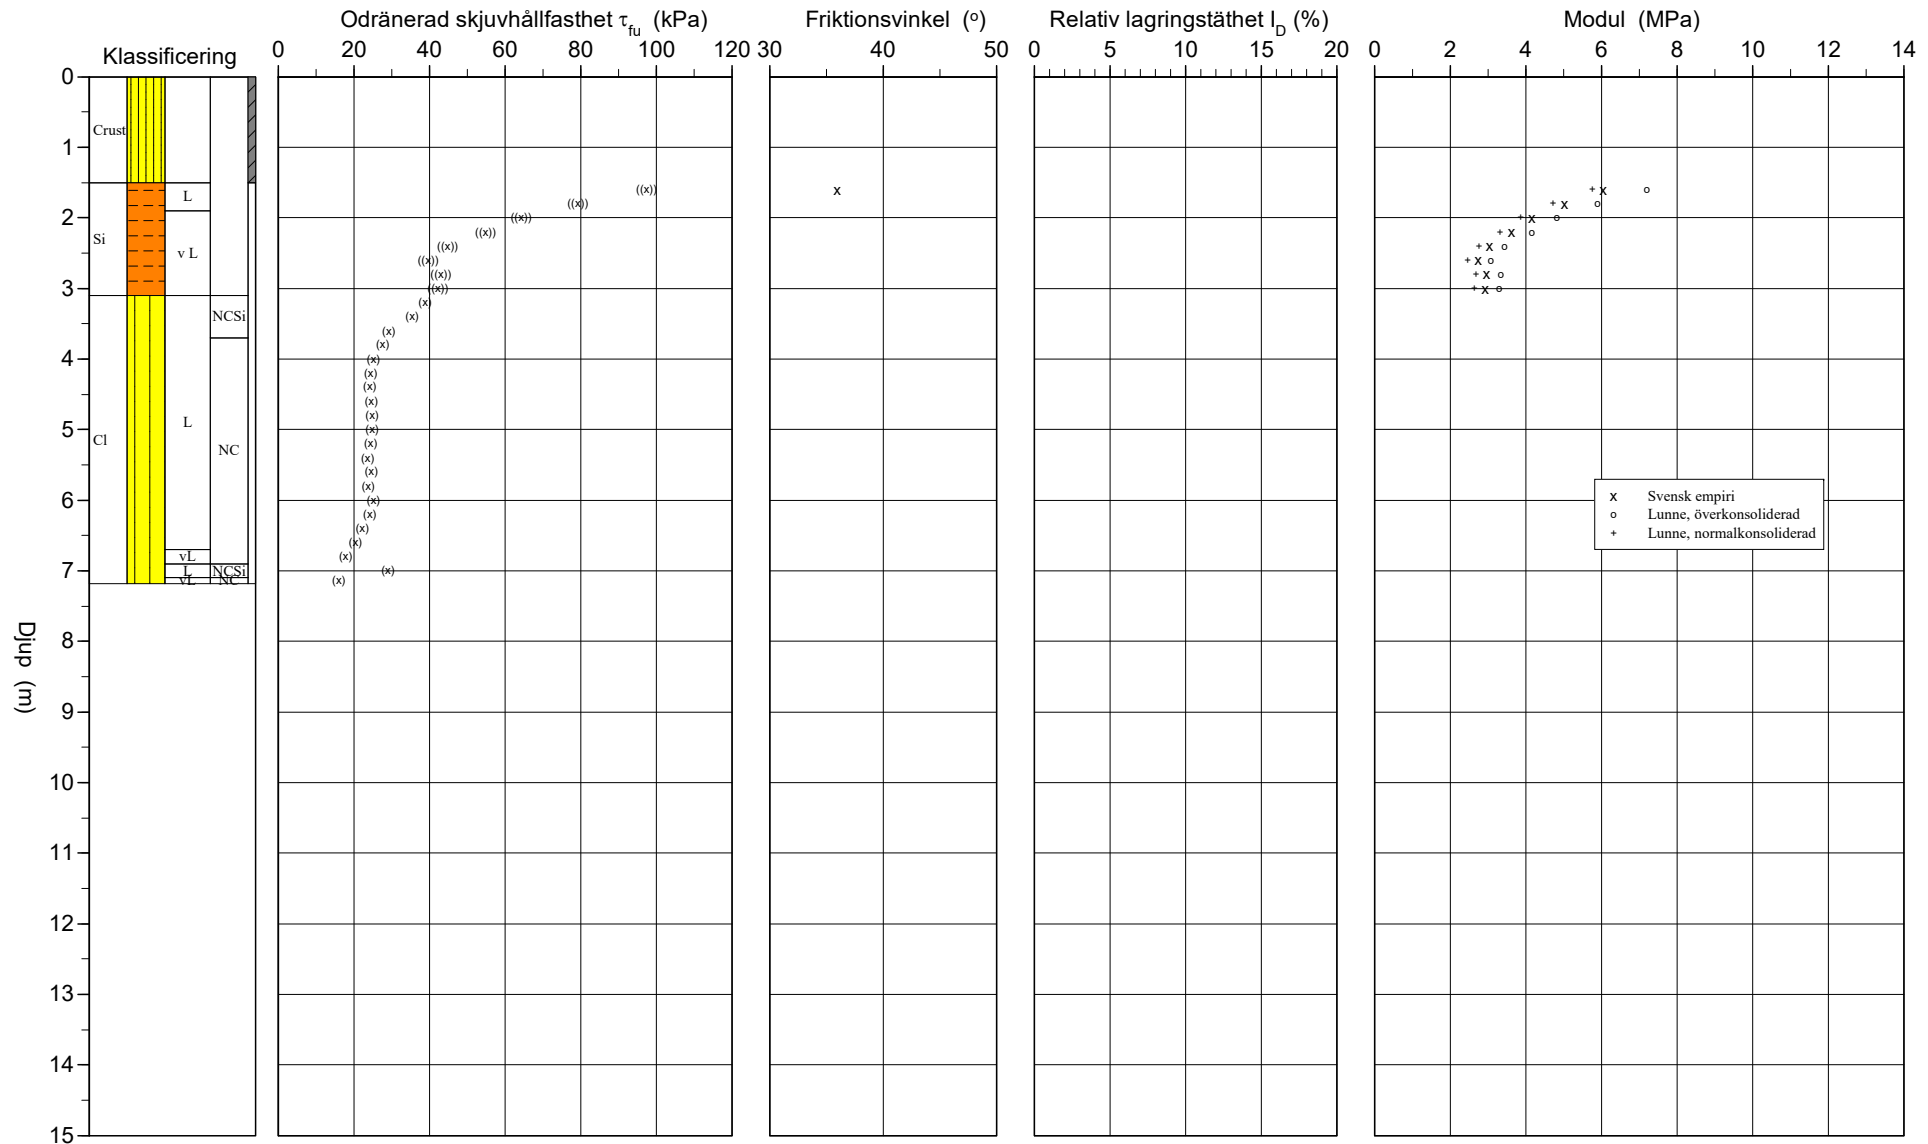 Odränerad skjuvhållfasthet τfu (kPa)
Friktionsvinkel (o)
Relativ lagringstäthet ID (%)
Modul (MPa)
Klassificering
0 20 40 60 80 100 120
30 40 50
0 5 10 15 20
0 2 4 6 8 10 12 14
0
Crust
1
L
((x)) x + x o
((x)) + x o
2
((x)) + x o
((x)) + x o
Si
v L
((x)) + x o
((x)) + x o
((x)) + x o
3
((x)) + x o
(x)
NCSi
(x)
(x)
(x)
4
(x)
(x)
(x)
(x)
(x)
L
5
(x)
Cl
(x)
NC
(x)
(x)
(x)
6
(x)
x Svensk empiri
(x)
o Lunne, överkonsoliderad
(x)
+ Lunne, normalkonsoliderad
(x)
vL
(x)
7
L NCSi
(x)
vL NC
(x)
Djup (m)
8
9
10
11
12
13
14
15